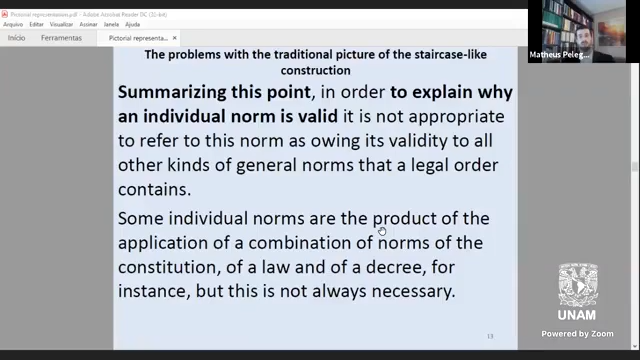 Pictorial representation.pdf - Adobe Acrobat Reader DC (32-bit)
Arquivo Editar Visualizar Assinar Janela Ajuda
Início Ferramentas Pictorial representa... ×
Matheus Peleg...
The problems with the traditional picture of the staircase-like
construction
Summarizing this point, in order to explain why
an individual norm is valid it is not appropriate
to refer to this norm as owing its validity to all
other kinds of general norms that a legal order
contains.
Some individual norms are the product of the
application of a combination of norms of the
constitution, of a law and of a decree, for
instance, but this is not always necessary.
13
UNAM
Powered by Zoom